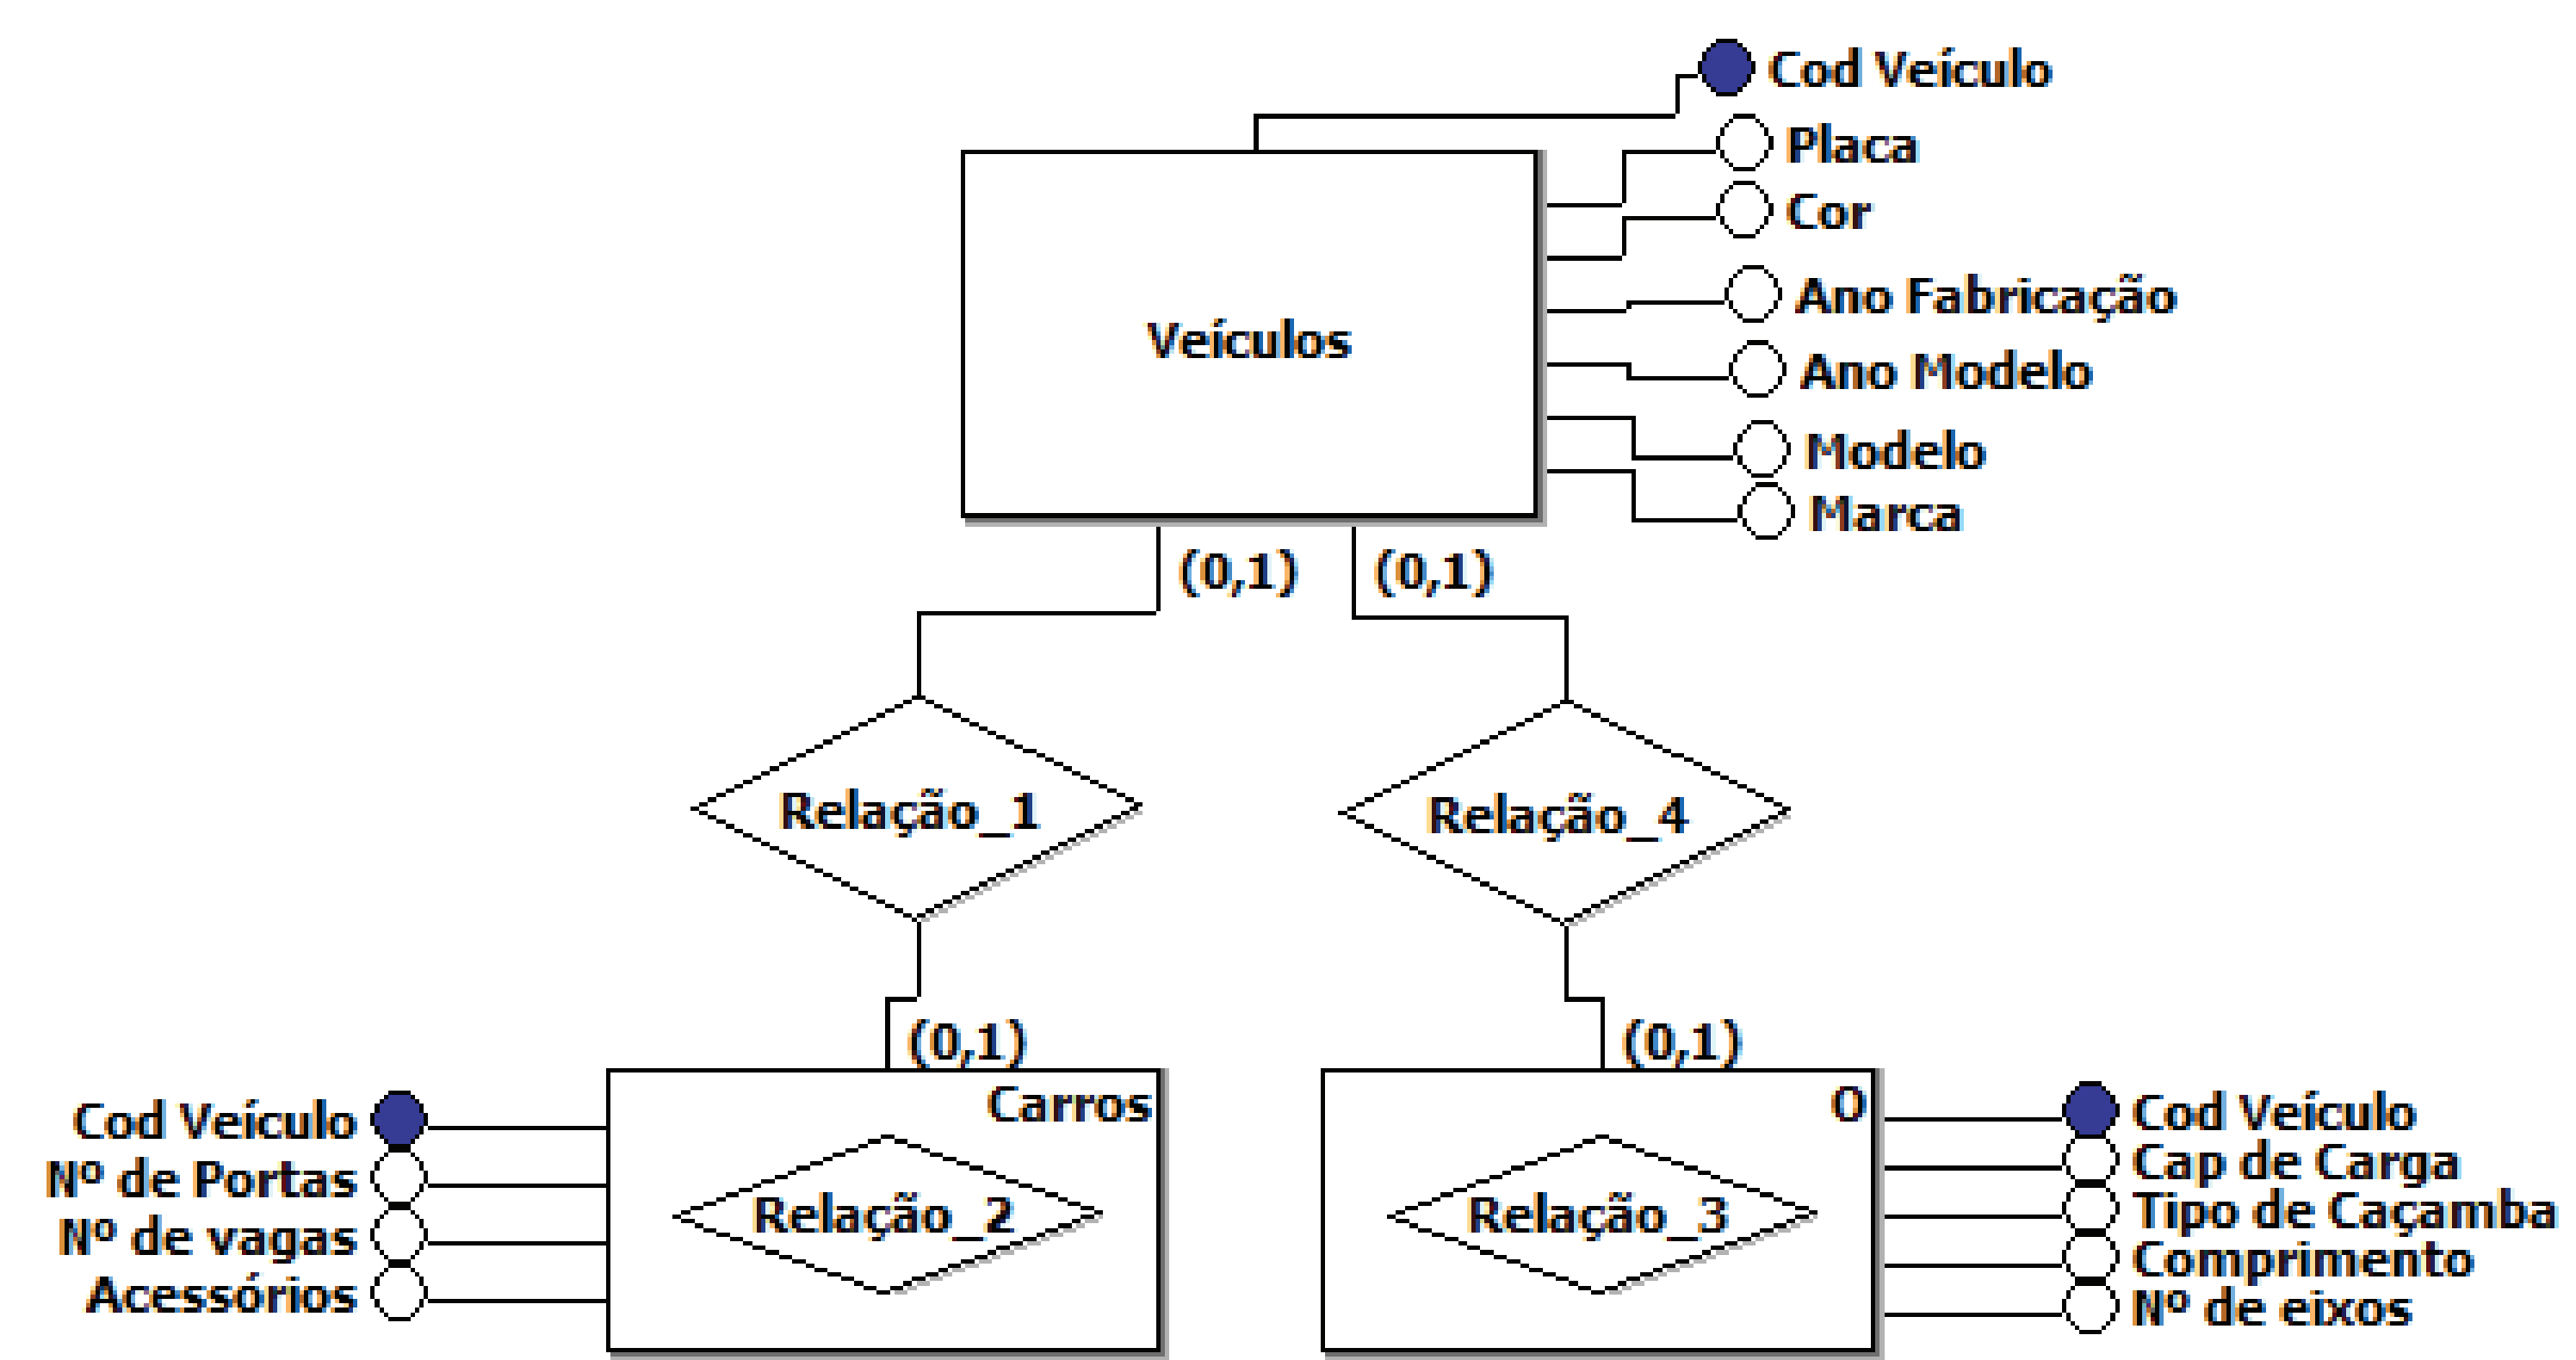 Cod Veículo
Placa
Cor
Ano Fabricação
Ano Modelo
Modelo
Marca
Veículos
(0,1)
(0,1)
Relação_1
Relação_4
(0,1)
(0,1)
Carros
O
Relação_2
Relação_3
Cod Veículo
Nº de Portas
Nº de vagas
Acessórios
Cod Veículo
Cap de Carga
Tipo de Caçamba
Comprimento
Nº de eixos